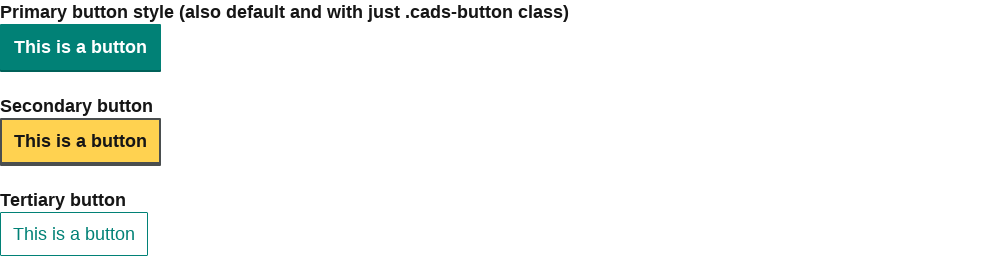 Primary button style (also default and with just .cads-button class)
This is a button
Secondary button
This is a button
Tertiary button
This is a button